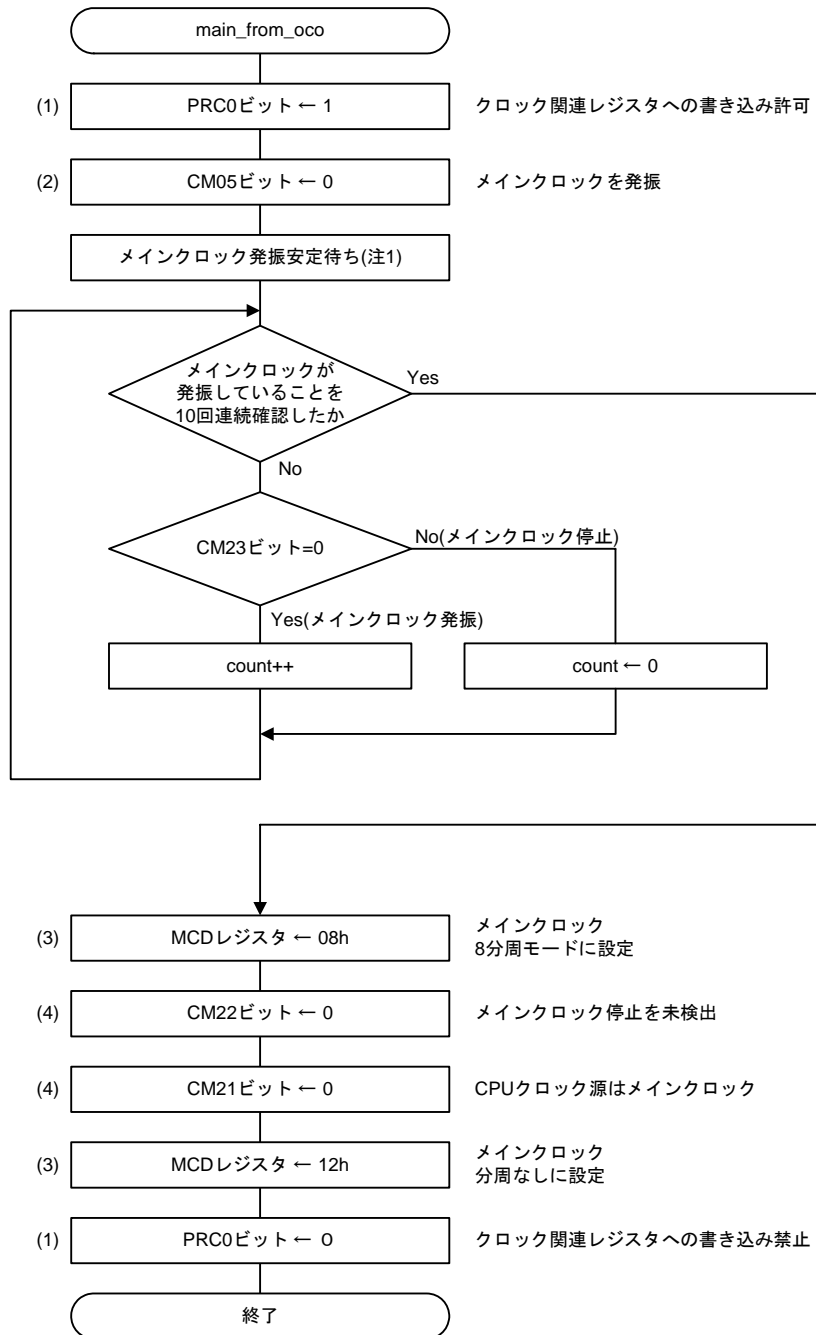 main_from_oco
(1) PRC0ビット ← 1 クロック関連レジスタへの書き込み許可
(2) CM05ビット ← 0 メインクロックを発振
メインクロック発振安定待ち(注1)
メインクロックが
発振していることを
10回連続確認したか
Yes
No
CM23ビット=0
No(メインクロック停止)
Yes(メインクロック発振)
count++
count ← 0
(3) MCDレジスタ ← 08h メインクロック
8分周モードに設定
(4) CM22ビット ← 0 メインクロック停止を未検出
(4) CM21ビット ← 0 CPUクロック源はメインクロック
(3) MCDレジスタ ← 12h メインクロック
分周なしに設定
(1) PRC0ビット ← O クロック関連レジスタへの書き込み禁止
終了